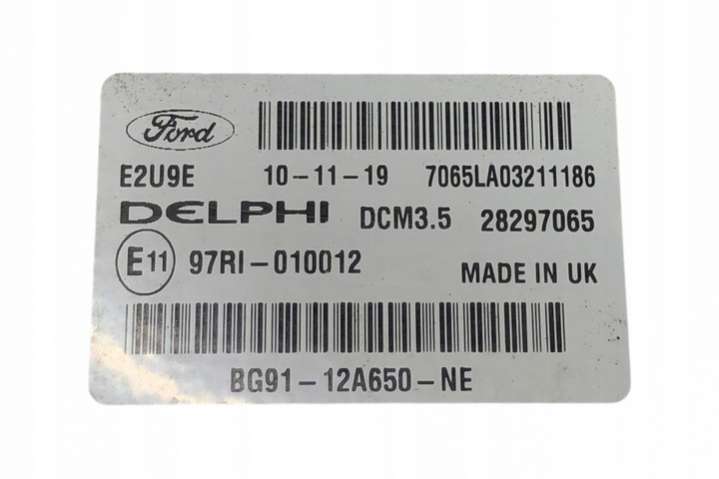 Ford
E2U9E 10-11-19 7065LA03211186
DELPHI DCM3.5 28297065
E11 97RI-010012 MADE IN UK
BG91-12A650-NE